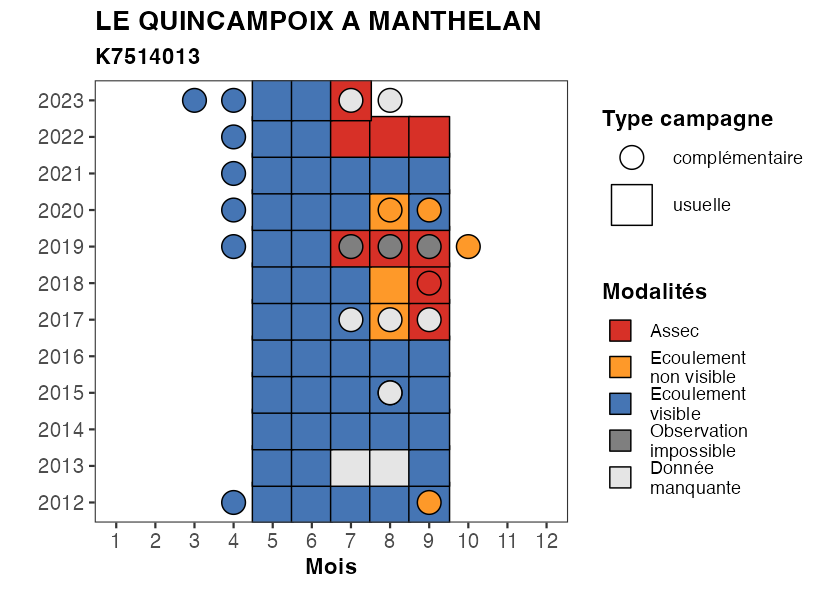 LE QUINCAMPOIX A MANTHELAN
K7514013
2023
2022
2021
2020
2019
2018
2017
2016
2015
2014
2013
2012
1 2 3 4 5 6 7 8 9 10 11 12
Mois
Type campagne
complémentaire
usuelle
Modalités
Assec
Ecoulement
non visible
Ecoulement
visible
Observation
impossible
Donnée
manquante